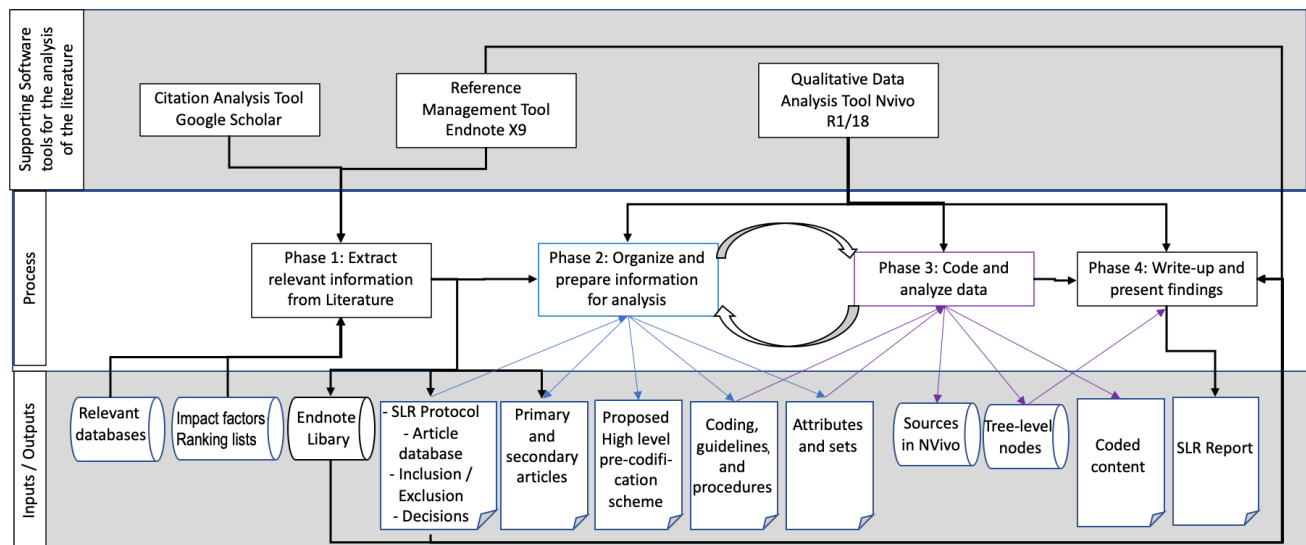 Supporting Software
tools for the analysis
of the literature
Citation Analysis Tool
Google Scholar
Reference
Management Tool
Endnote X9
Qualitative Data
Analysis Tool Nvivo
R1/18
Process
Phase 1: Extract
relevant information
from Literature
Phase 2: Organize and
prepare information
for analysis
Phase 3: Code and
analyze data
Phase 4: Write-up and
present findings
Inputs / Outputs
Relevant
databases
Impact factors
Ranking lists
Endnote
Libary
- SLR Protocol
- Article
database
- Inclusion /
Exclusion
- Decisions
Primary
and
secondary
articles
Proposed
High level
pre-codifi-
cation
scheme
Coding,
guidelines,
and
procedures
Attributes
and sets
Sources
in NVivo
Tree-level
nodes
Coded
content
SLR Report